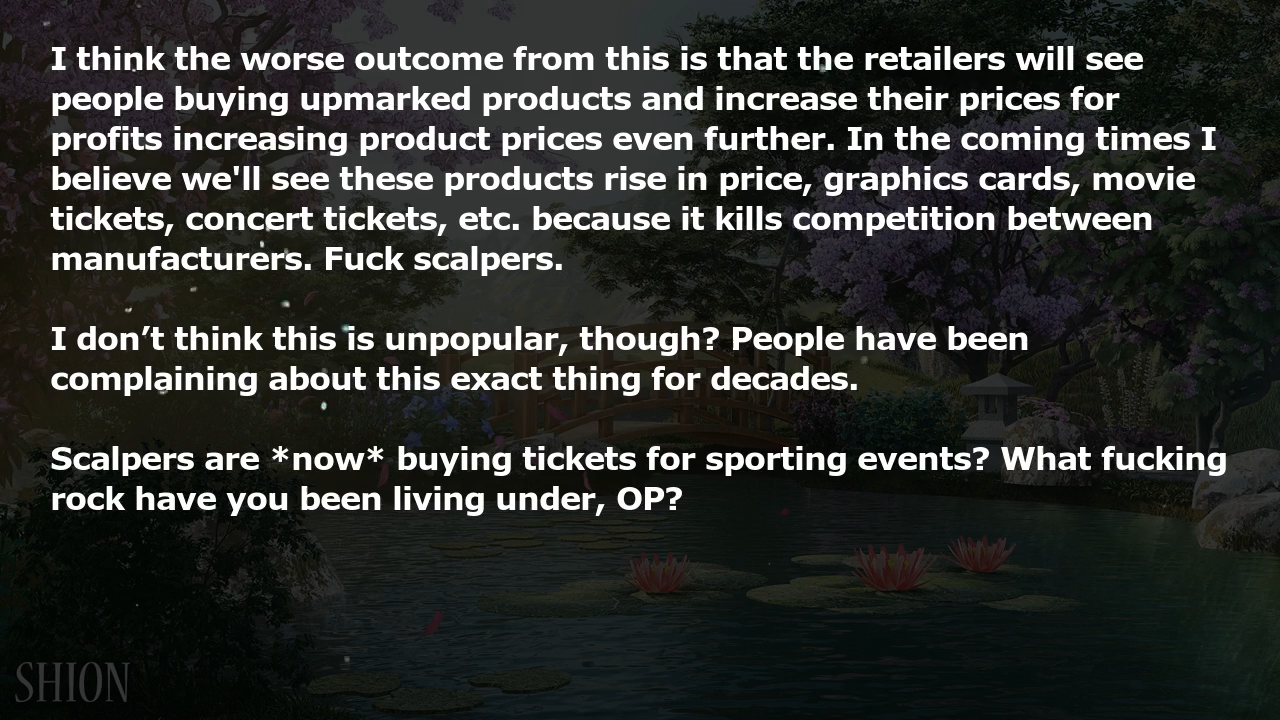 I think the worse outcome from this is that the retailers will see
people buying upmarked products and increase their prices for
profits increasing product prices even further. In the coming times I
believe we'll see these products rise in price, graphics cards, movie
tickets, concert tickets, etc. because it kills competition between
manufacturers. Fuck scalpers.
I don’t think this is unpopular, though? People have been
complaining about this exact thing for decades.
Scalpers are *now* buying tickets for sporting events? What fucking
rock have you been living under, OP?
SHION